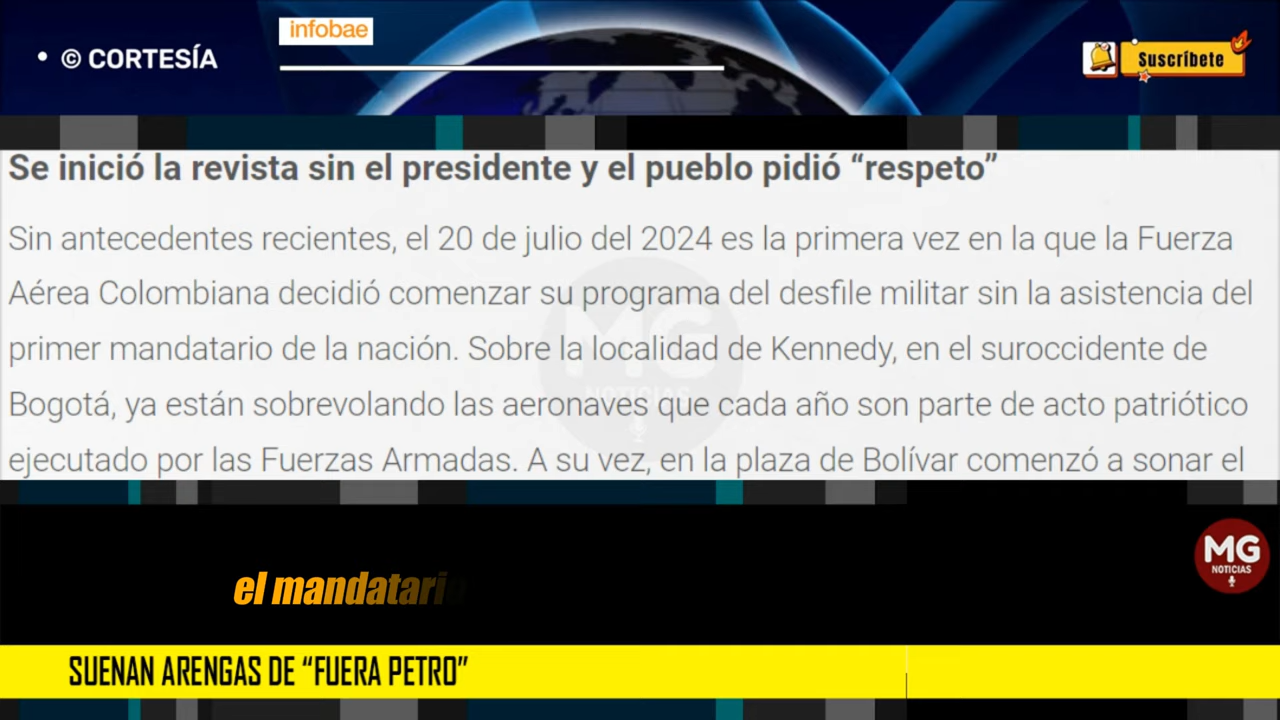 infobae
• © CORTESÍA
Suscríbete
Se inició la revista sin el presidente y el pueblo pidió “respeto”
Sin antecedentes recientes, el 20 de julio del 2024 es la primera vez en la que la Fuerza
Aérea Colombiana decidió comenzar su programa del desfile militar sin la asistencia del
primer mandatario de la nación. Sobre la localidad de Kennedy, en el suroccidente de
Bogotá, ya están sobrevolando las aeronaves que cada año son parte de acto patriótico
ejecutado por las Fuerzas Armadas. A su vez, en la plaza de Bolívar comenzó a sonar el
MG
NOTICIAS
el mandatario
MG
NOTICIAS
SUENAN ARENGAS DE “FUERA PETRO”